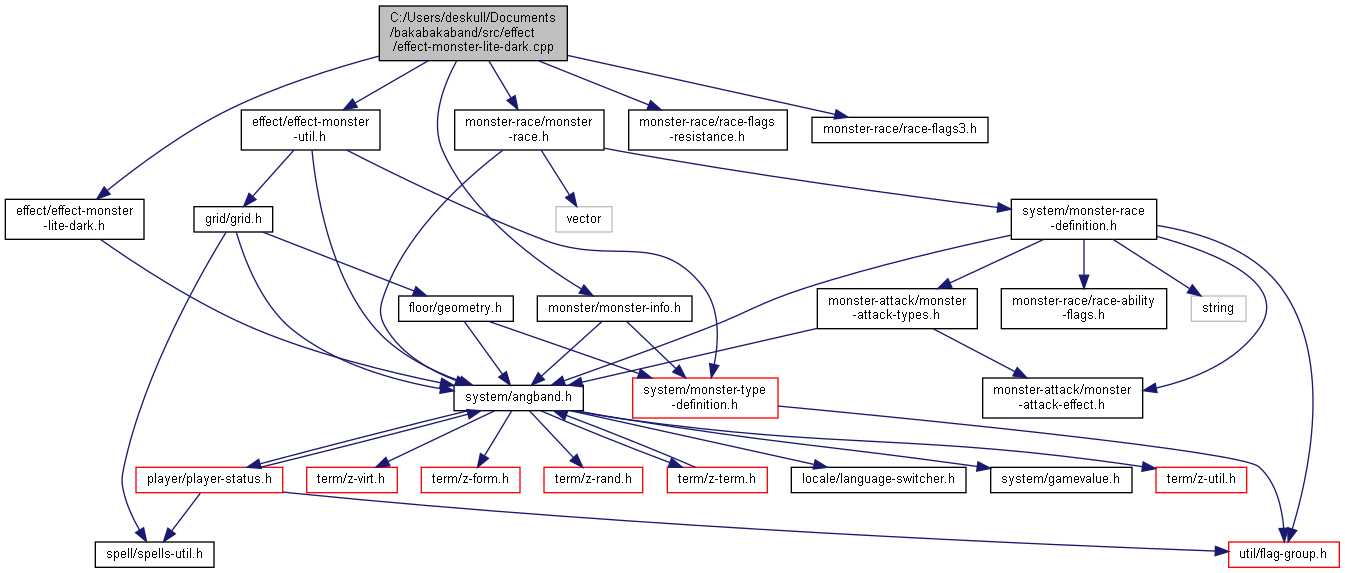 C:/Users/deskull/Documents
/bakabakaband/src/effect
/effect-monster-lite-dark.cpp
effect/effect-monster
-util.h
monster-race/monster
-race.h
monster-race/race-flags
-resistance.h
monster-race/race-flags3.h
effect/effect-monster
-lite-dark.h
grid/grid.h
vector
system/monster-race
-definition.h
floor/geometry.h
monster/monster-info.h
monster-attack/monster
-attack-types.h
monster-race/race-ability
-flags.h
string
system/angband.h
system/monster-type
-definition.h
monster-attack/monster
-attack-effect.h
player/player-status.h
term/z-virt.h
term/z-form.h
term/z-rand.h
term/z-term.h
locale/language-switcher.h
system/gamevalue.h
term/z-util.h
spell/spells-util.h
util/flag-group.h